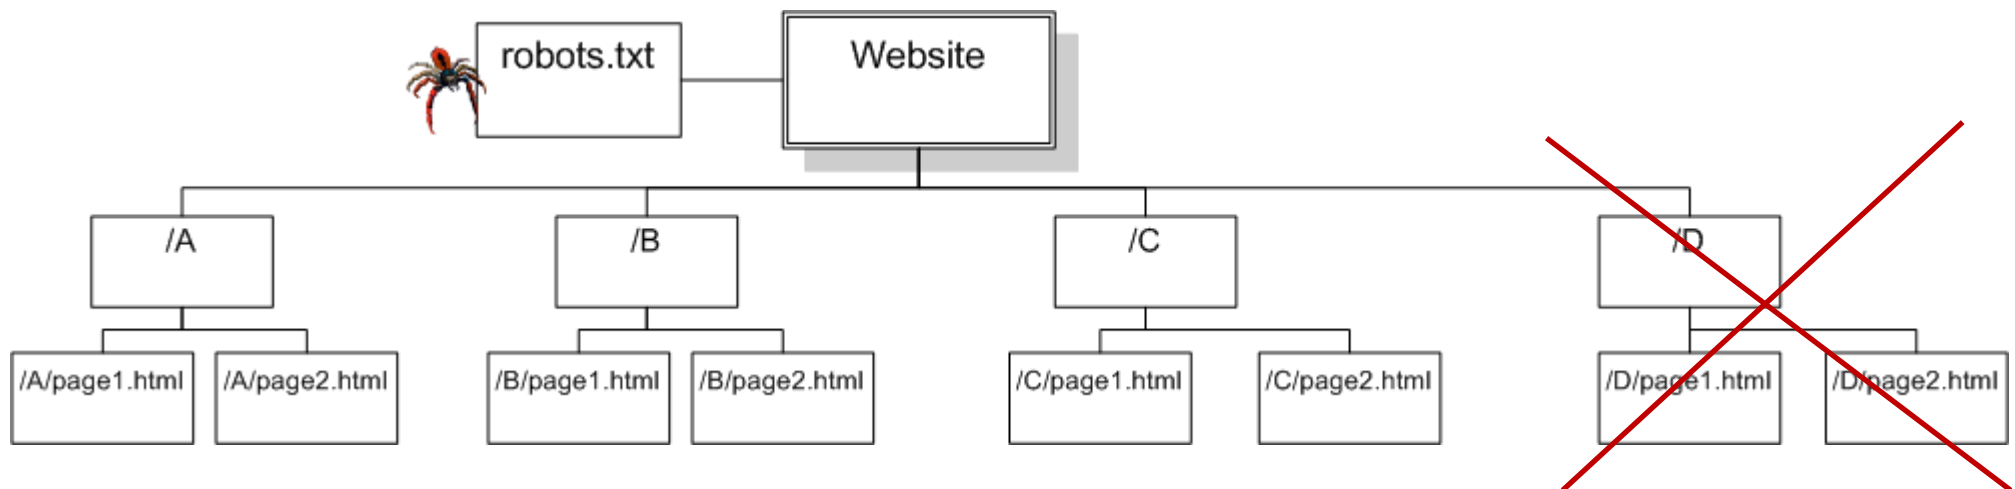 robots.txt
Website
/A
/B
/C
/D
/A/page1.html
/A/page2.html
/B/page1.html
/B/page2.html
/C/page1.html
/C/page2.html
/D/page1.html
/D/page2.html